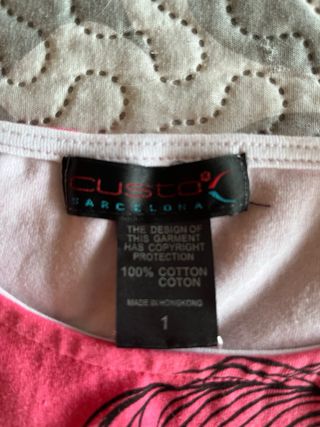 custo
BARCELONA
THE DESIGN OF
THIS GARMENT
HAS COPYRIGHT
PROTECTION
100% COTTON
COTON
MADE IN HONGKONG
1